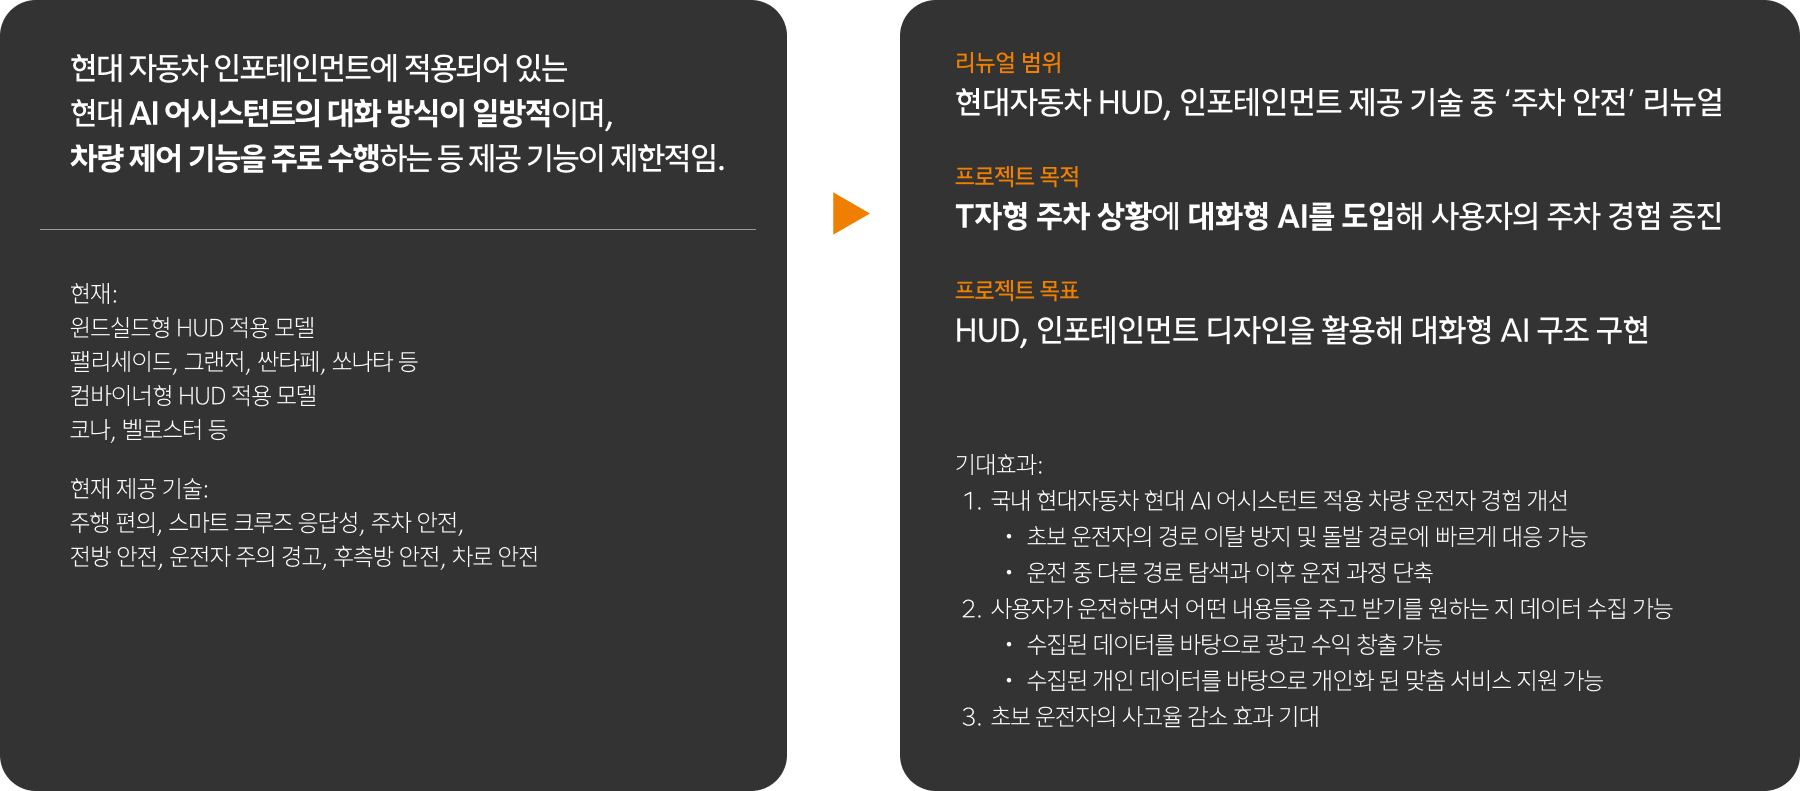 현대 자동차 인포테인먼트에 적용되어 있는
현대 AI 어시스턴트의 대화 방식이 일방적이며,
차량 제어 기능을 주로 수행하는 등 제공 기능이 제한적임.
현재:
윈드실드형 HUD 적용 모델
팰리세이드, 그랜저, 싼타페, 쏘나타 등
컴바이너형 HUD 적용 모델
코나, 벨로스터 등
현재 제공 기술:
주행 편의, 스마트 크루즈 응답성, 주차 안전,
전방 안전, 운전자 주의 경고, 후측방 안전, 차로 안전
리뉴얼 범위
현대자동차 HUD, 인포테인먼트 제공 기술 중 ‘주차 안전’ 리뉴얼
프로젝트 목적
T자형 주차 상황에 대화형 AI를 도입해 사용자의 주차 경험 증진
프로젝트 목표
HUD, 인포테인먼트 디자인을 활용해 대화형 AI 구조 구현
기대효과:
1. 국내 현대자동차 현대 AI 어시스턴트 적용 차량 운전자 경험 개선
• 초보 운전자의 경로 이탈 방지 및 돌발 경로에 빠르게 대응 가능
• 운전 중 다른 경로 탐색과 이후 운전 과정 단축
2. 사용자가 운전하면서 어떤 내용들을 주고 받기를 원하는 지 데이터 수집 가능
• 수집된 데이터를 바탕으로 광고 수익 창출 가능
• 수집된 개인 데이터를 바탕으로 개인화 된 맞춤 서비스 지원 가능
3. 초보 운전자의 사고율 감소 효과 기대